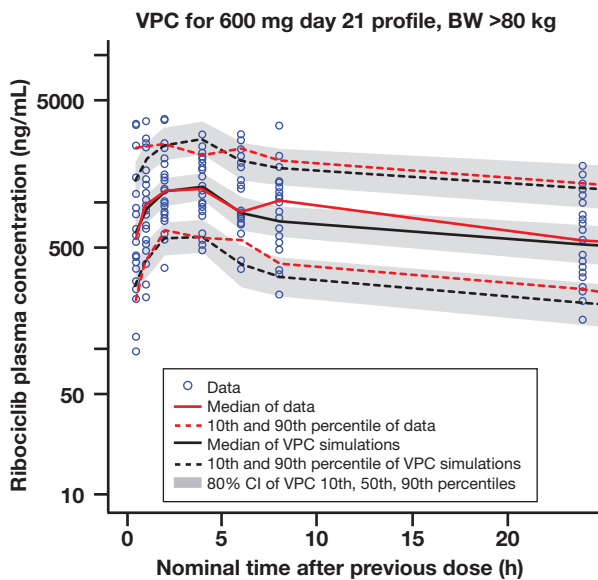 VPC for 600 mg day 21 profile, BW >80 kg
Ribociclib plasma concentration (ng/mL)
5000
500
50
10
Data
Median of data
10th and 90th percentile of data
Median of VPC simulations
10th and 90th percentile of VPC simulations
80% CI of VPC 10th, 50th, 90th percentiles
0 5 10 15 20
Nominal time after previous dose (h)